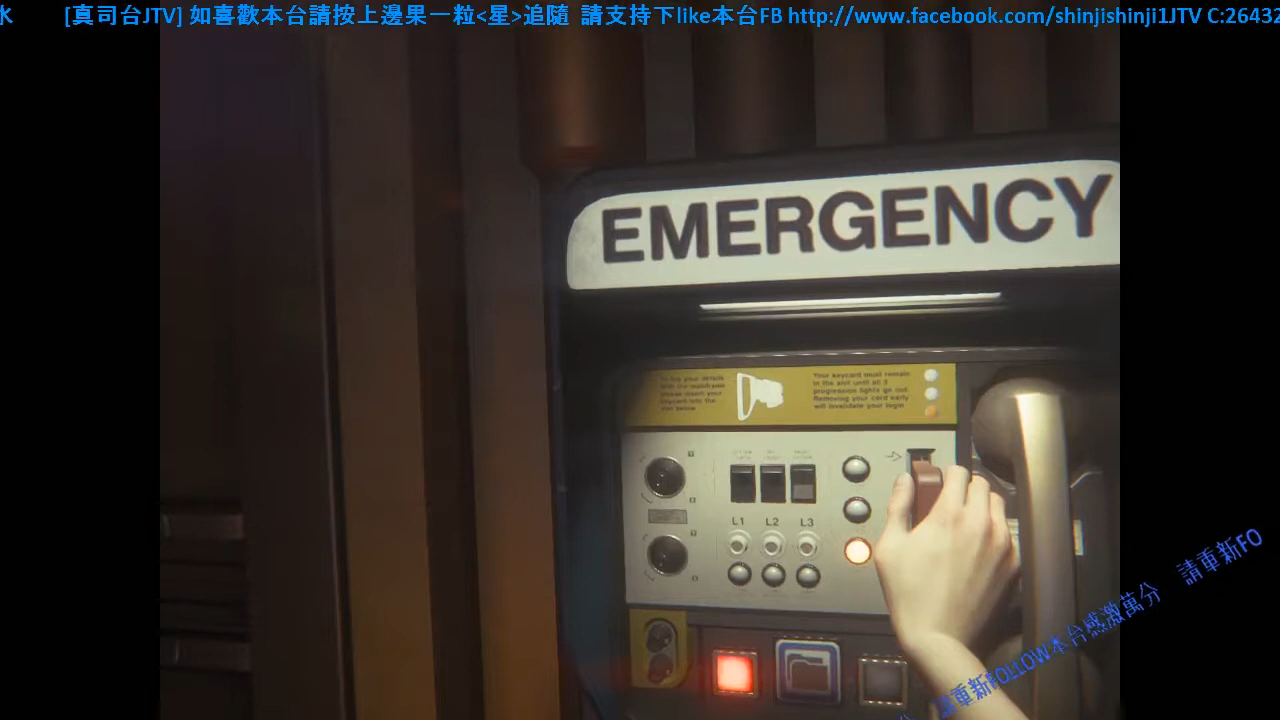 水 [真司台JTV] 如喜歡本台請按上邊果一粒<星>追隨 請支持下like本台FB http://www.facebook.com/shinjishinji1JTV C:26432
EMERGENCY
Your keycard must remain
in the slot until all 3
progression lights go out
Removing your card early
will invalidate your login
L1 L2 L3
請重新FOLLOW本台感激萬分 請重新FO